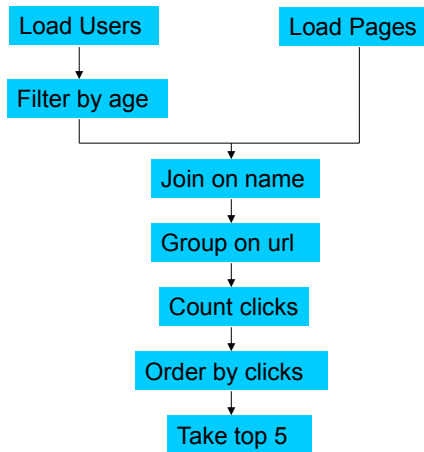 Load Users
Load Pages
Filter by age
Join on name
Group on url
Count clicks
Order by clicks
Take top 5